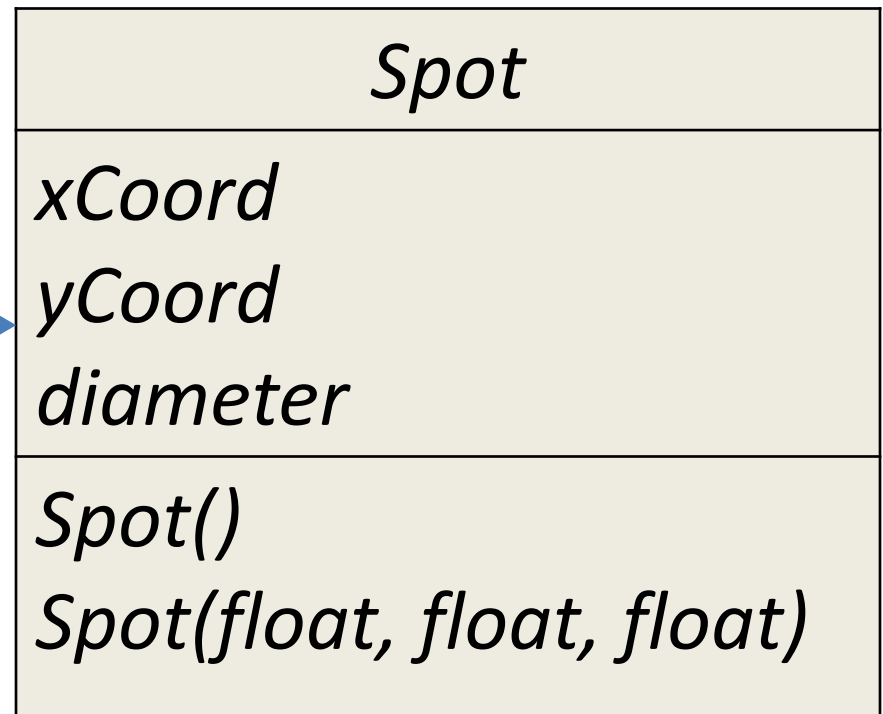 Spot
xCoord
yCoord
diameter
Spot()
Spot(float, float, float)